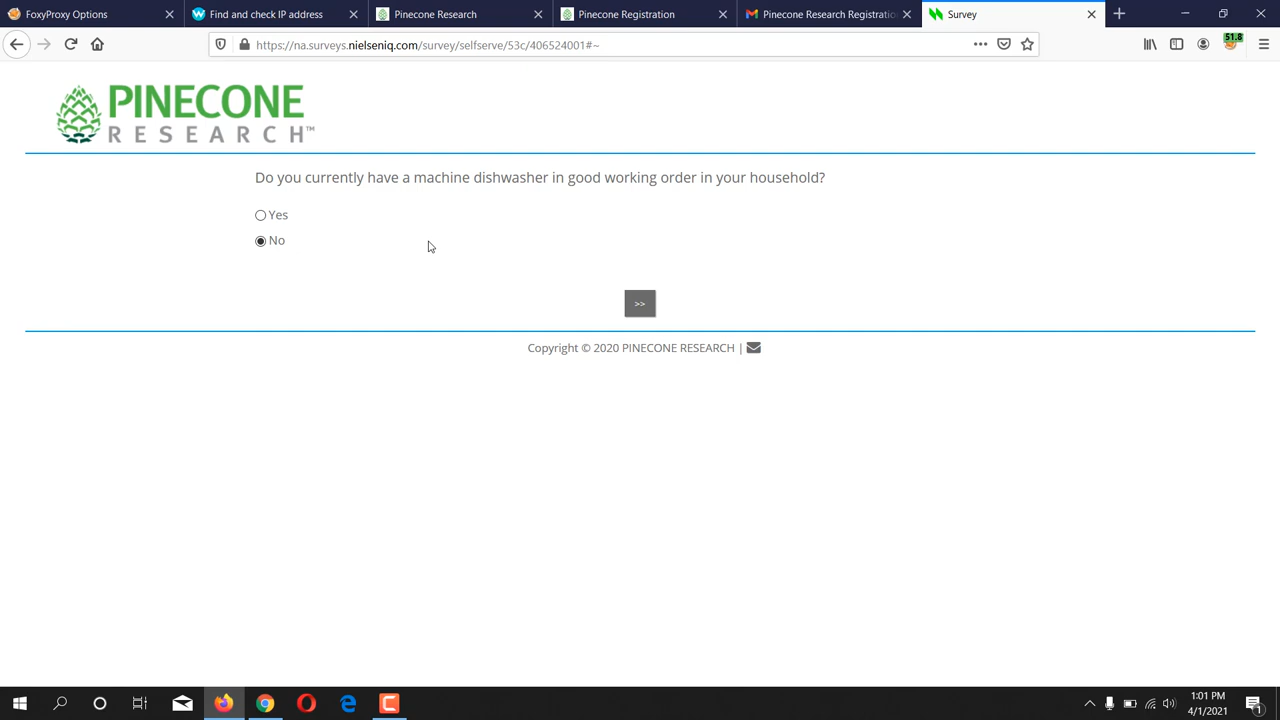 FoxyProxy Options
Find and check IP address
Pinecone Research
Pinecone Registration
Pinecone Research Registratio
Survey
https://na.surveys.nielseniq.com/survey/selfserve/53c/406524001#~
51.8
PINECONE
RESEARCH™
Do you currently have a machine dishwasher in good working order in your household?
Yes
No
>>
Copyright © 2020 PINECONE RESEARCH |
1:01 PM
4/1/2021
1